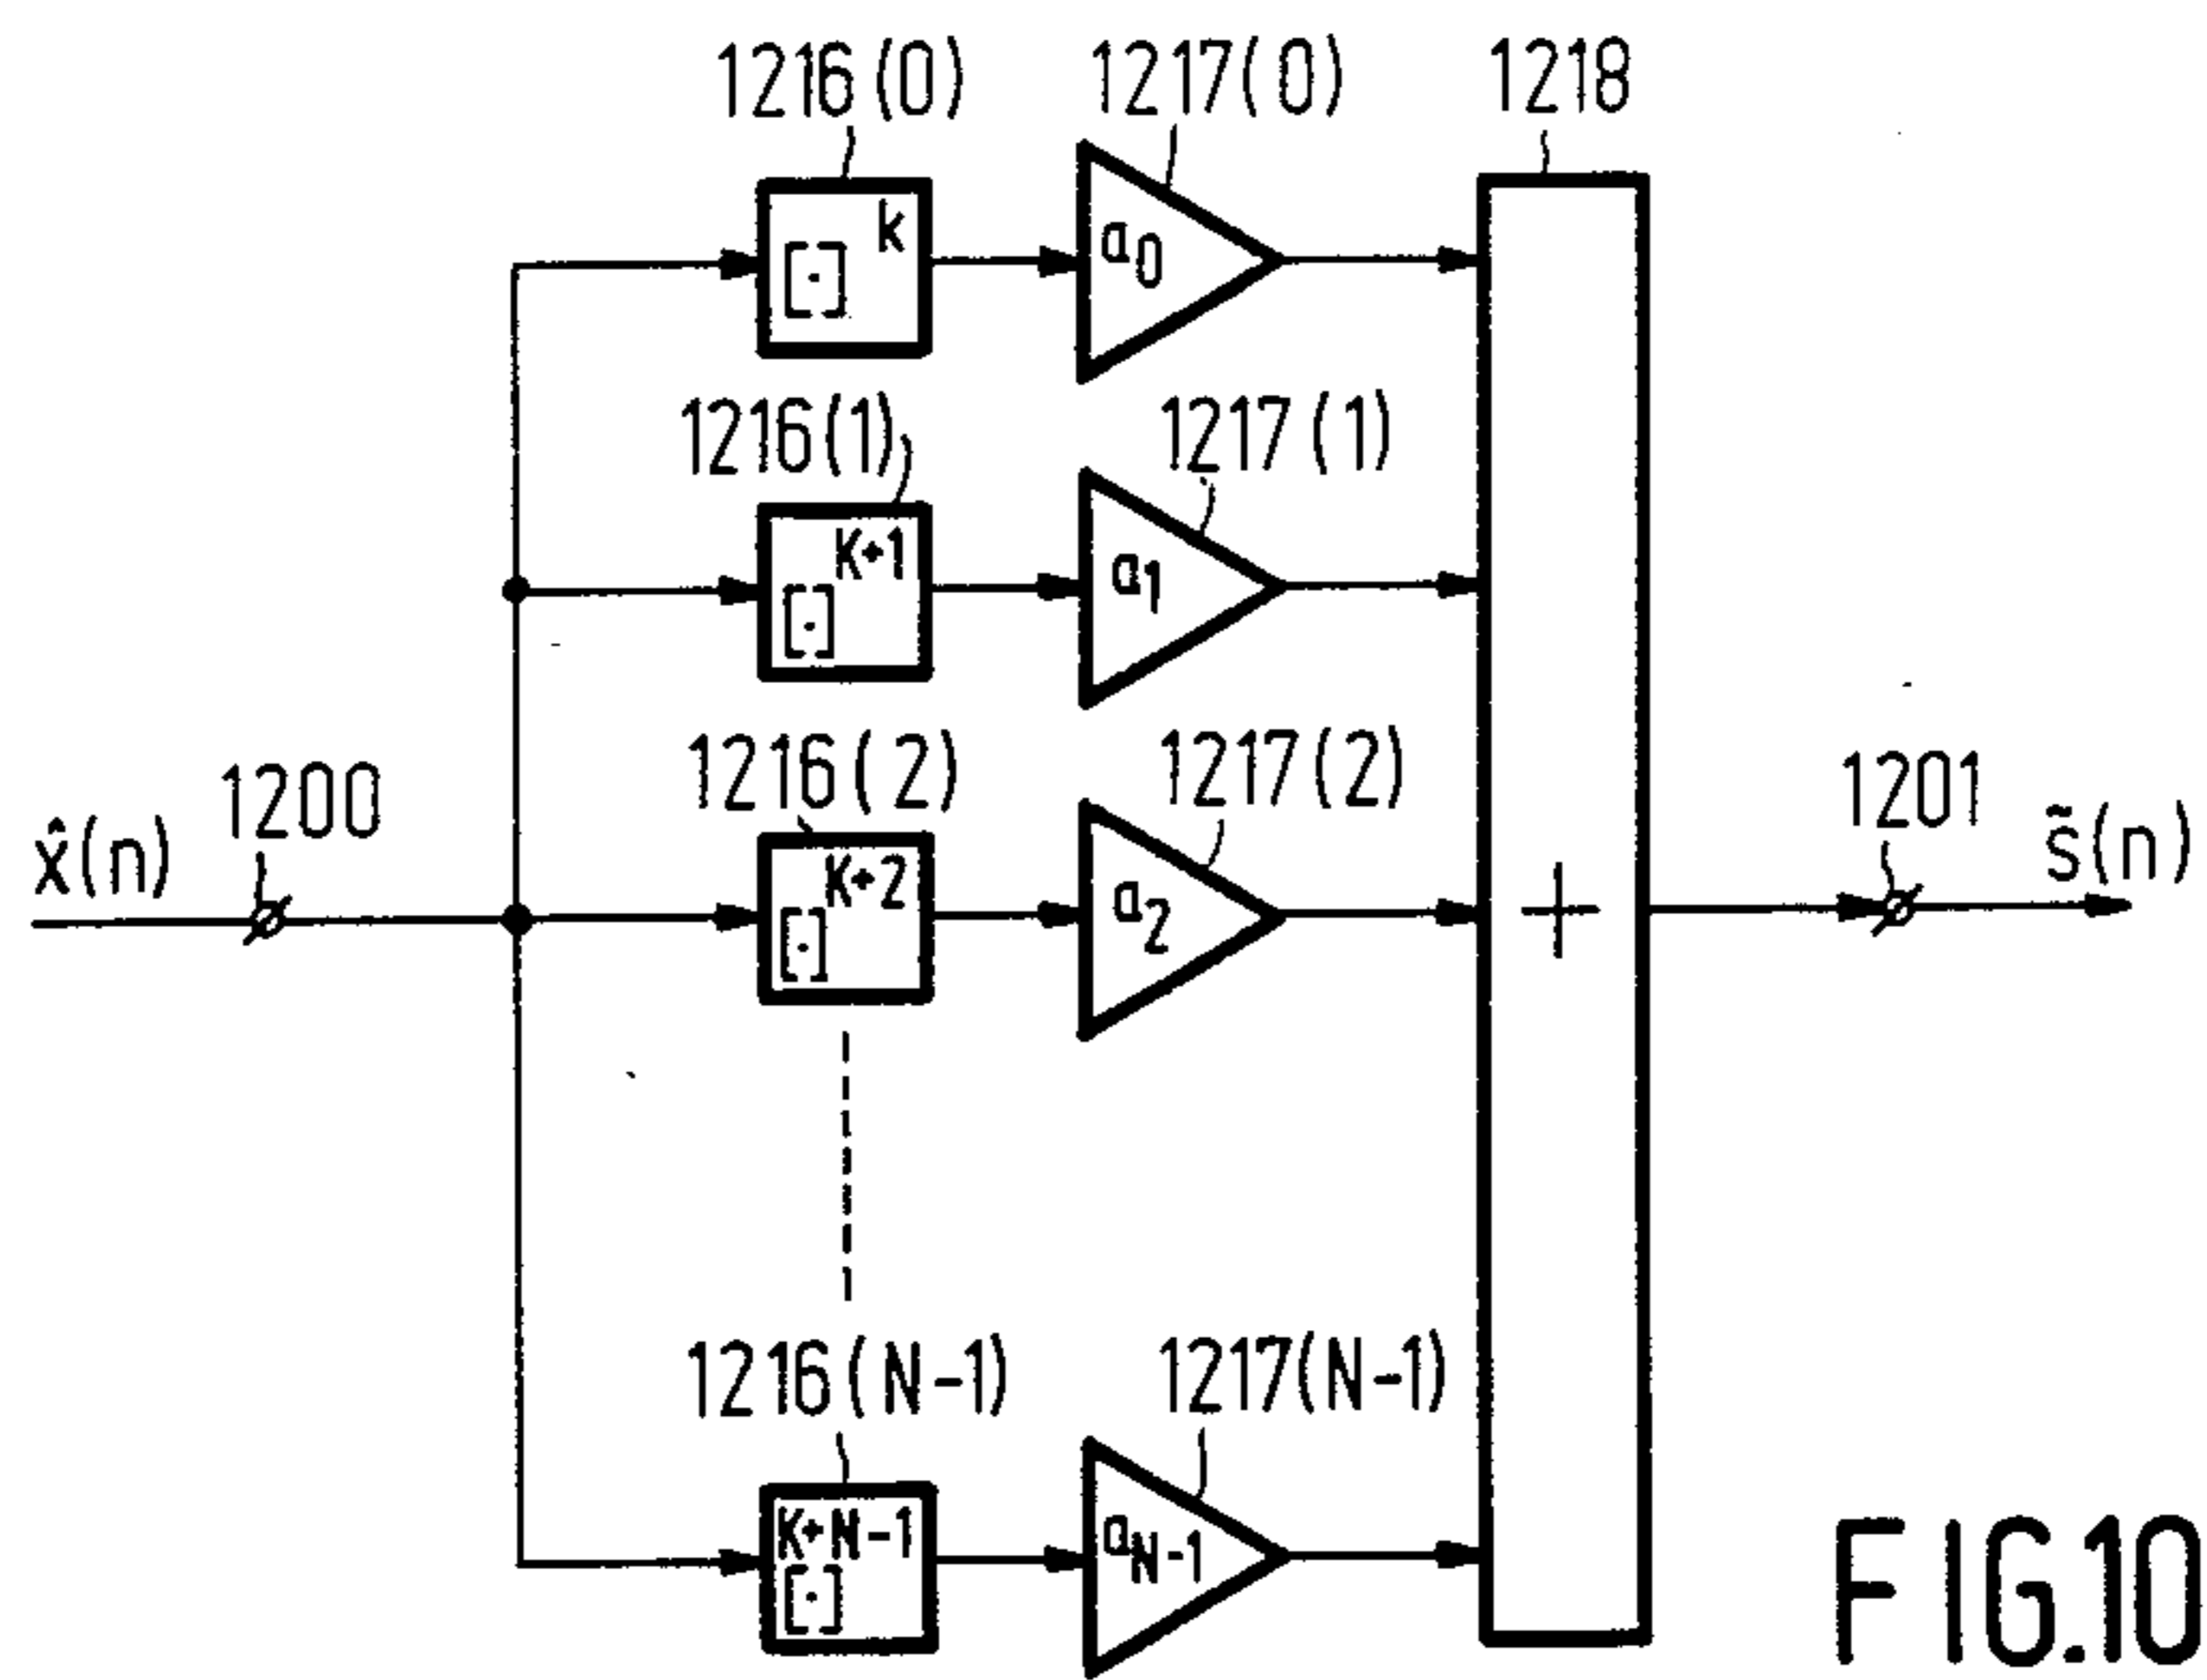 1216(0) 1217(0) 1218
[·]k
a0
1216(1) 1217(1)
[·]K+1
a1
1216(2) 1217(2)
1200 1201
x̂(n) s̃(n)
[·]K+2
a2
+
1216(N-1) 1217(N-1)
[·]K+N-1
aN-1
FIG.10